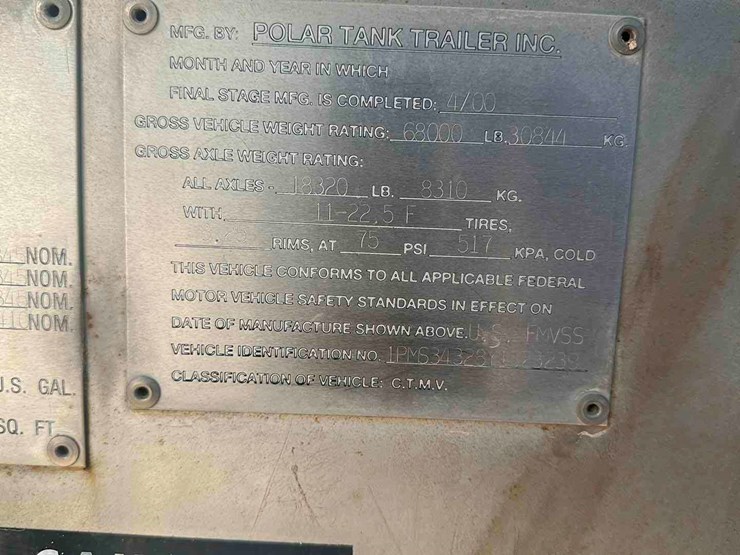 MFG. BY: POLAR TANK TRAILER INC.
MONTH AND YEAR IN WHICH
FINAL STAGE MFG. IS COMPLETED: 4/00
GROSS VEHICLE WEIGHT RATING: 68000 LB. 30844 KG.
GROSS AXLE WEIGHT RATING:
ALL AXLES - 18320 LB. 8310 KG.
WITH 11-22.5 F TIRES,
RIMS, AT 75 PSI 517 KPA, COLD
THIS VEHICLE CONFORMS TO ALL APPLICABLE FEDERAL
MOTOR VEHICLE SAFETY STANDARDS IN EFFECT ON
DATE OF MANUFACTURE SHOWN ABOVE. U.S. FMVSS
VEHICLE IDENTIFICATION NO.
CLASSIFICATION OF VEHICLE: C.T.M.V.
NOM.
NOM.
NOM.
NOM.
U.S. GAL.
SQ. FT.